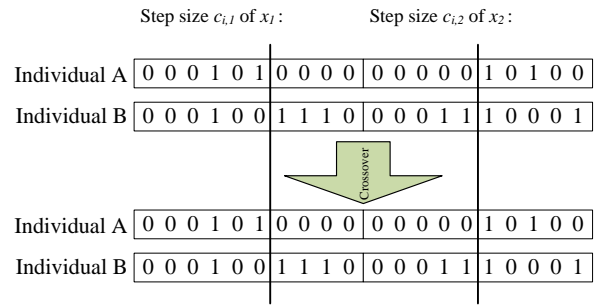 Step size c_{i,1} of x_1: Step size c_{i,2} of x_2:
Individual A 0 0 0 1 0 1 0 0 0 0 0 0 0 0 0 1 0 1 0 0
Individual B 0 0 0 1 0 0 1 1 1 0 0 0 0 1 1 1 0 0 0 1
Crossover
Individual A 0 0 0 1 0 1 0 0 0 0 0 0 0 0 0 1 0 1 0 0
Individual B 0 0 0 1 0 0 1 1 1 0 0 0 0 1 1 1 0 0 0 1